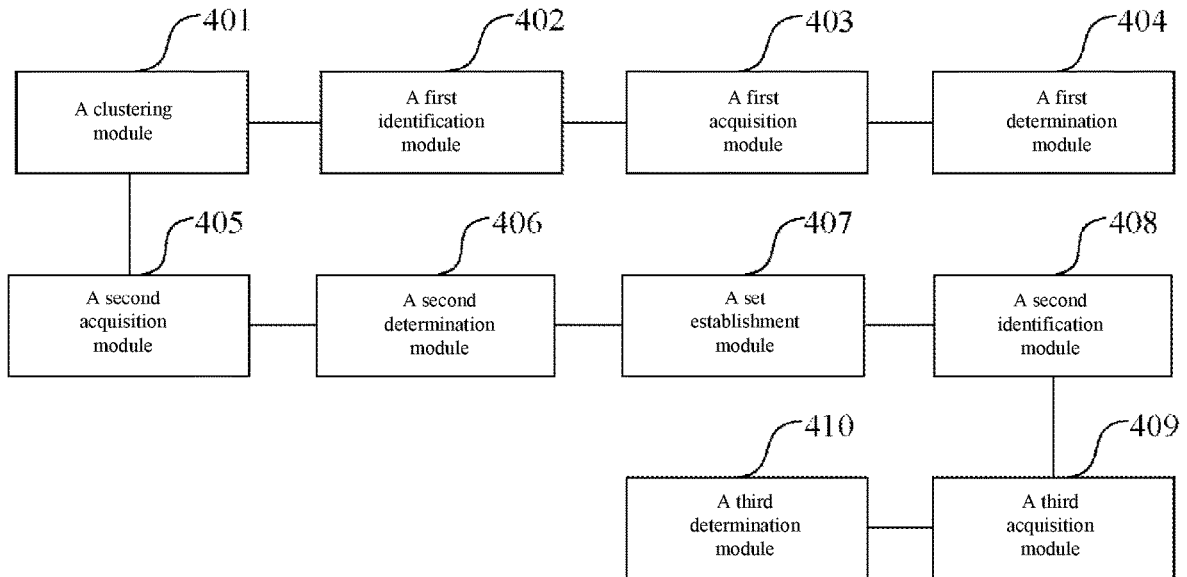 401
402
403
404
A clustering
module
A first
identification
module
A first
acquisition
module
A first
determination
module
405
406
407
408
A second
acquisition
module
A second
determination
module
A set
establishment
module
A second
identification
module
410
409
A third
determination
module
A third
acquisition
module